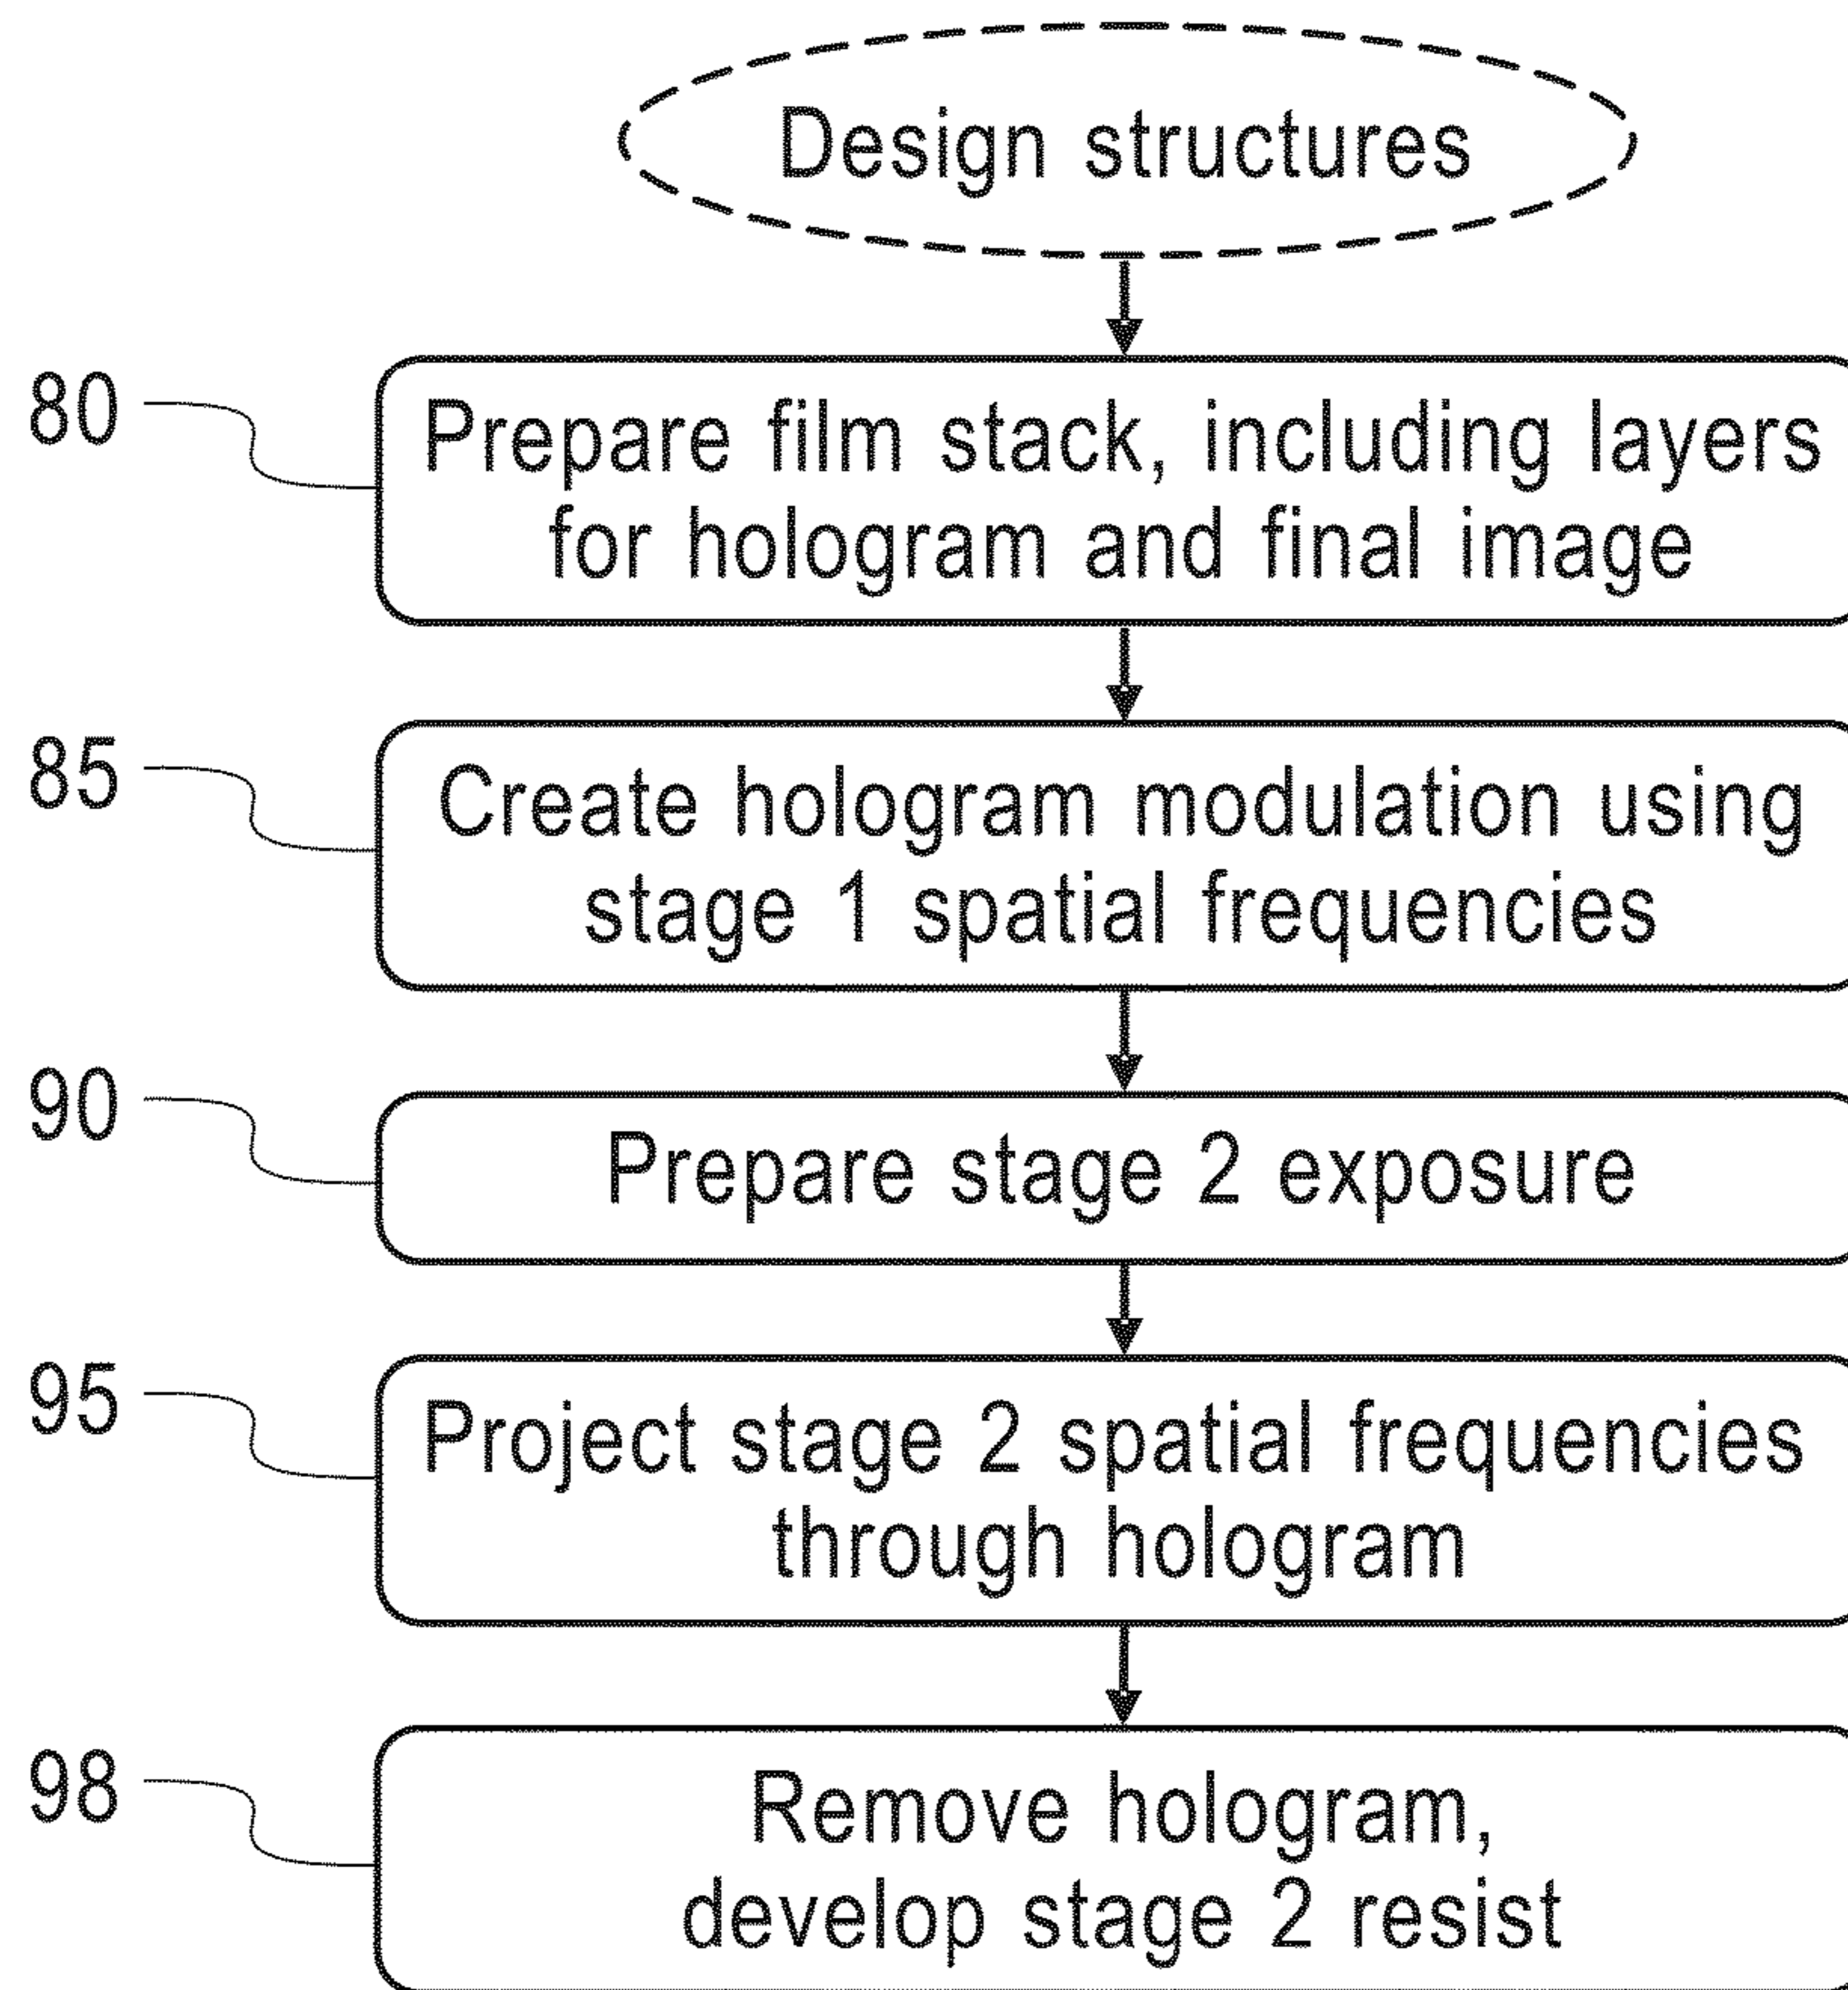 Design structures
80
Prepare film stack, including layers
for hologram and final image
85
Create hologram modulation using
stage 1 spatial frequencies
90
Prepare stage 2 exposure
95
Project stage 2 spatial frequencies
through hologram
98
Remove hologram,
develop stage 2 resist